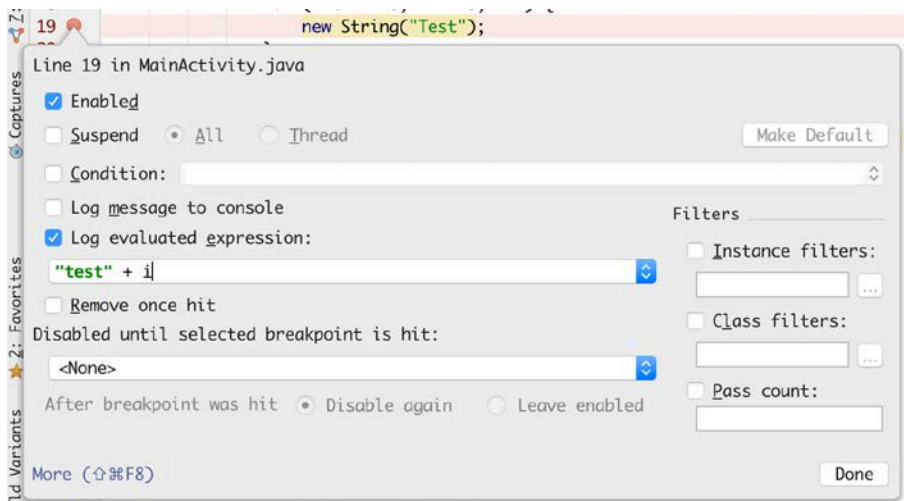 19 new String("Test");
Line 19 in MainActivity.java
Enabled
Suspend All Thread Make Default
Condition:
Log message to console
Filters
Log evaluated expression:
Instance filters:
"test" + i
...
Remove once hit
Class filters:
Disabled until selected breakpoint is hit:
...
<None>
Pass count:
After breakpoint was hit Disable again Leave enabled
More (⇧⌘F8) Done
Captures
2: Favorites
ld Variants